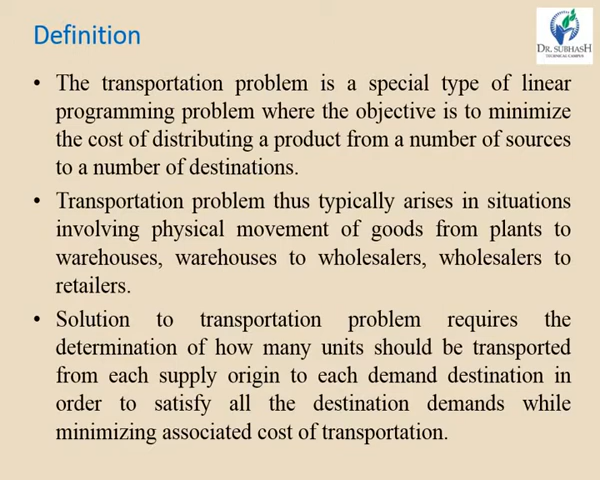 Definition
DR. SUBHASH
TECHNICAL CAMPUS
• The transportation problem is a special type of linear
programming problem where the objective is to minimize
the cost of distributing a product from a number of sources
to a number of destinations.
• Transportation problem thus typically arises in situations
involving physical movement of goods from plants to
warehouses, warehouses to wholesalers, wholesalers to
retailers.
• Solution to transportation problem requires the
determination of how many units should be transported
from each supply origin to each demand destination in
order to satisfy all the destination demands while
minimizing associated cost of transportation.